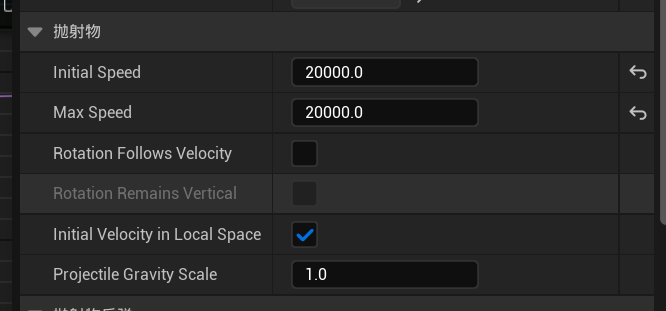 抛射物
Initial Speed
20000.0
Max Speed
20000.0
Rotation Follows Velocity
Rotation Remains Vertical
Initial Velocity in Local Space
Projectile Gravity Scale
1.0